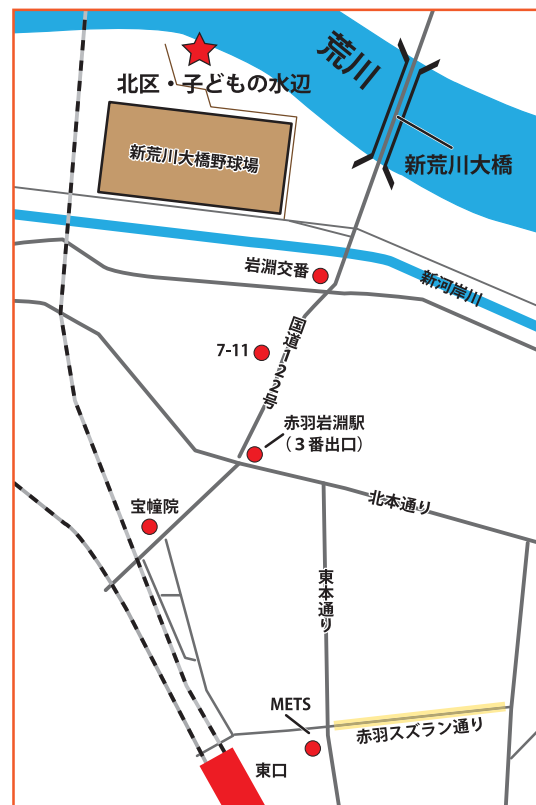 荒川
北区・子どもの水辺
新荒川大橋野球場
新荒川大橋
岩淵交番
新河岸川
国道122号
7-11
赤羽岩淵駅
（３番出口）
北本通り
宝幢院
東本通り
METS
赤羽スズラン通り
東口